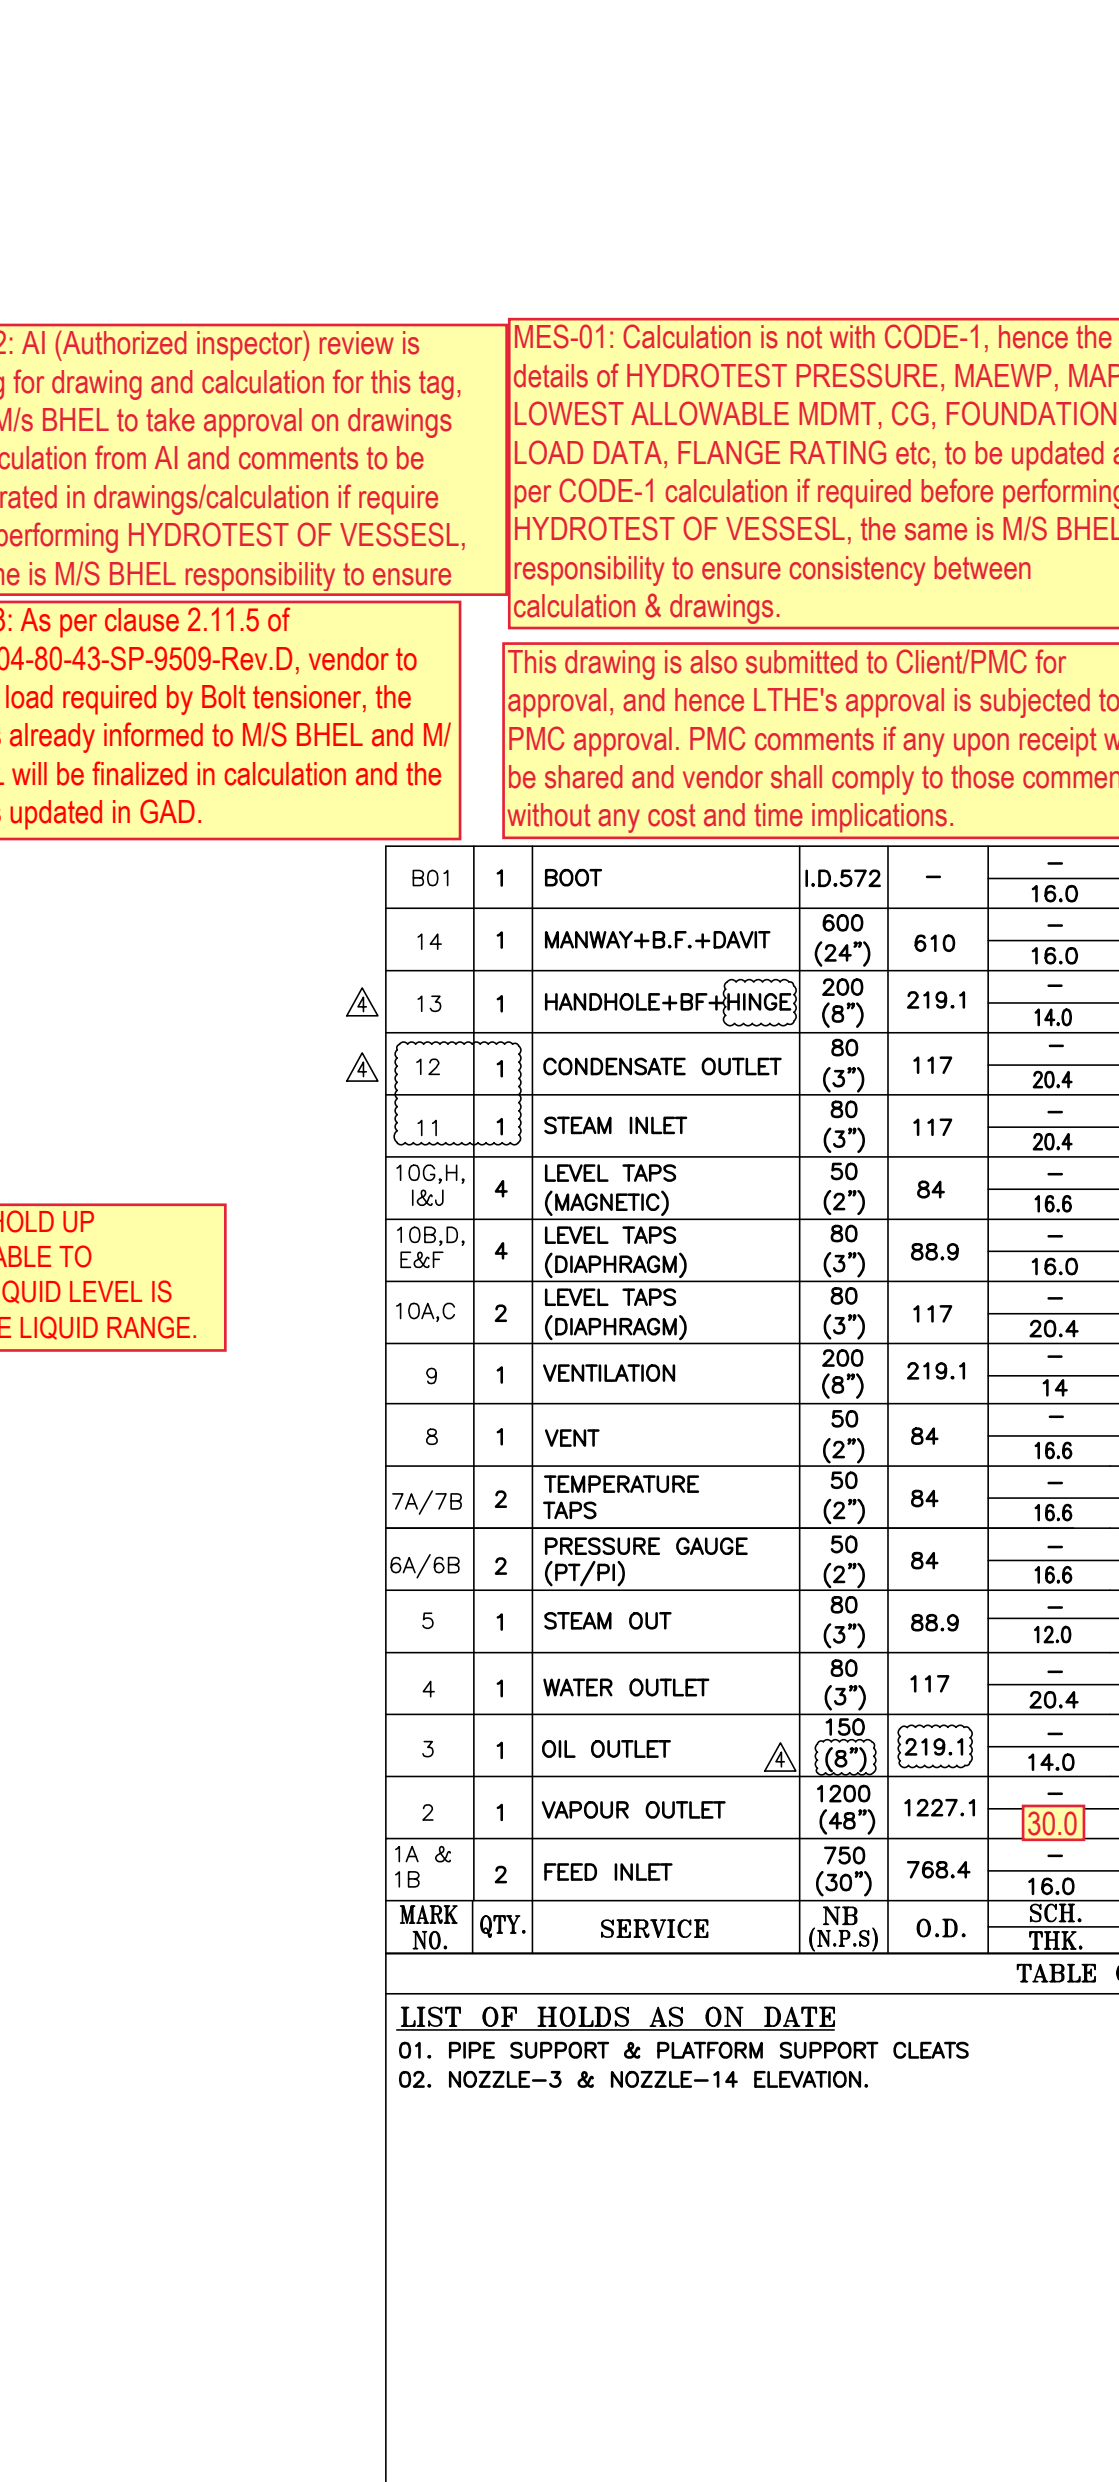 2: AI (Authorized inspector) review is
g for drawing and calculation for this tag,
M/s BHEL to take approval on drawings
culation from AI and comments to be
rated in drawings/calculation if require
performing HYDROTEST OF VESSESL,
ne is M/S BHEL responsibility to ensure
MES-01: Calculation is not with CODE-1, hence the
details of HYDROTEST PRESSURE, MAEWP, MAP
LOWEST ALLOWABLE MDMT, CG, FOUNDATION
LOAD DATA, FLANGE RATING etc, to be updated a
per CODE-1 calculation if required before performing
HYDROTEST OF VESSESL, the same is M/S BHEL
responsibility to ensure consistency between
calculation & drawings.
3: As per clause 2.11.5 of
04-80-43-SP-9509-Rev.D, vendor to
load required by Bolt tensioner, the
s already informed to M/S BHEL and M/
L will be finalized in calculation and the
s updated in GAD.
This drawing is also submitted to Client/PMC for
approval, and hence LTHE's approval is subjected to
PMC approval. PMC comments if any upon receipt w
be shared and vendor shall comply to those commen
without any cost and time implications.
HOLD UP
ABLE TO
QUID LEVEL IS
E LIQUID RANGE.
B01 1 BOOT I.D.572 – – 16.0
14 1 MANWAY+B.F.+DAVIT 600 (24") 610 – 16.0
4 13 1 HANDHOLE+BF+HINGE 200 (8") 219.1 – 14.0
4 12 1 CONDENSATE OUTLET 80 (3") 117 – 20.4
11 1 STEAM INLET 80 (3") 117 – 20.4
10G,H, I&J 4 LEVEL TAPS (MAGNETIC) 50 (2") 84 – 16.6
10B,D, E&F 4 LEVEL TAPS (DIAPHRAGM) 80 (3") 88.9 – 16.0
10A,C 2 LEVEL TAPS (DIAPHRAGM) 80 (3") 117 – 20.4
9 1 VENTILATION 200 (8") 219.1 – 14
8 1 VENT 50 (2") 84 – 16.6
7A/7B 2 TEMPERATURE TAPS 50 (2") 84 – 16.6
6A/6B 2 PRESSURE GAUGE (PT/PI) 50 (2") 84 – 16.6
5 1 STEAM OUT 80 (3") 88.9 – 12.0
4 1 WATER OUTLET 80 (3") 117 – 20.4
3 1 OIL OUTLET 4 150 (8") 219.1 – 14.0
2 1 VAPOUR OUTLET 1200 (48") 1227.1 – 30.0
1A & 1B 2 FEED INLET 750 (30") 768.4 – 16.0
MARK NO. QTY. SERVICE NB (N.P.S) O.D. SCH. THK.
TABLE
LIST OF HOLDS AS ON DATE
01. PIPE SUPPORT & PLATFORM SUPPORT CLEATS
02. NOZZLE–3 & NOZZLE–14 ELEVATION.